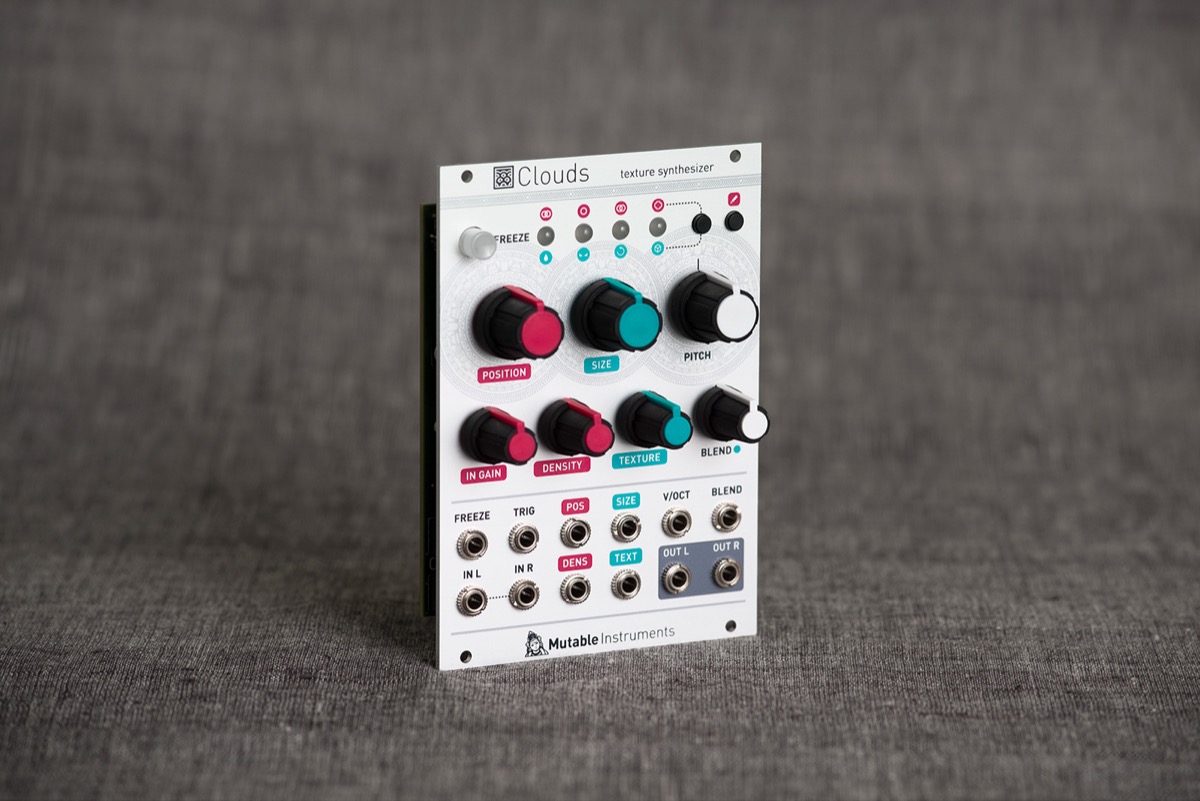 Clouds texture synthesizer
FREEZE
POSITION SIZE PITCH
IN GAIN DENSITY TEXTURE BLEND
FREEZE TRIG POS SIZE V/OCT BLEND
IN L IN R DENS TEXT OUT L OUT R
Mutable Instruments